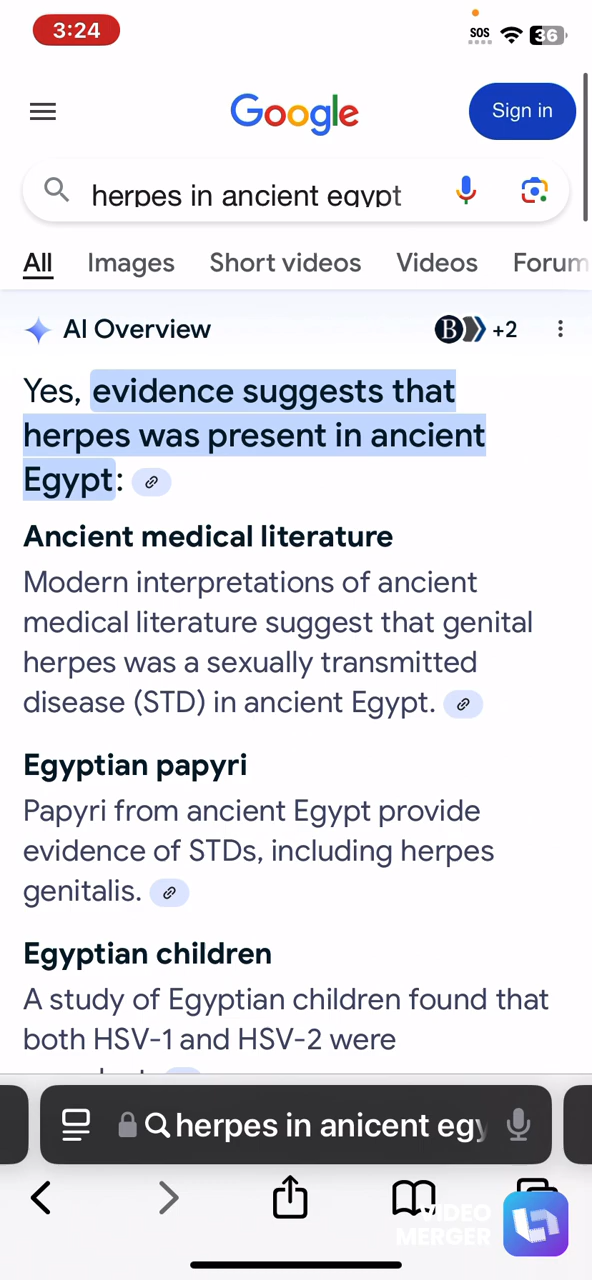 3:24
SOS
36
Google
Sign in
herpes in ancient egypt
All Images Short videos Videos Forum
AI Overview
B +2
Yes, evidence suggests that
herpes was present in ancient
Egypt:
Ancient medical literature
Modern interpretations of ancient
medical literature suggest that genital
herpes was a sexually transmitted
disease (STD) in ancient Egypt.
Egyptian papyri
Papyri from ancient Egypt provide
evidence of STDs, including herpes
genitalis.
Egyptian children
A study of Egyptian children found that
both HSV-1 and HSV-2 were
herpes in anicent egy
VIDEO
MERGER